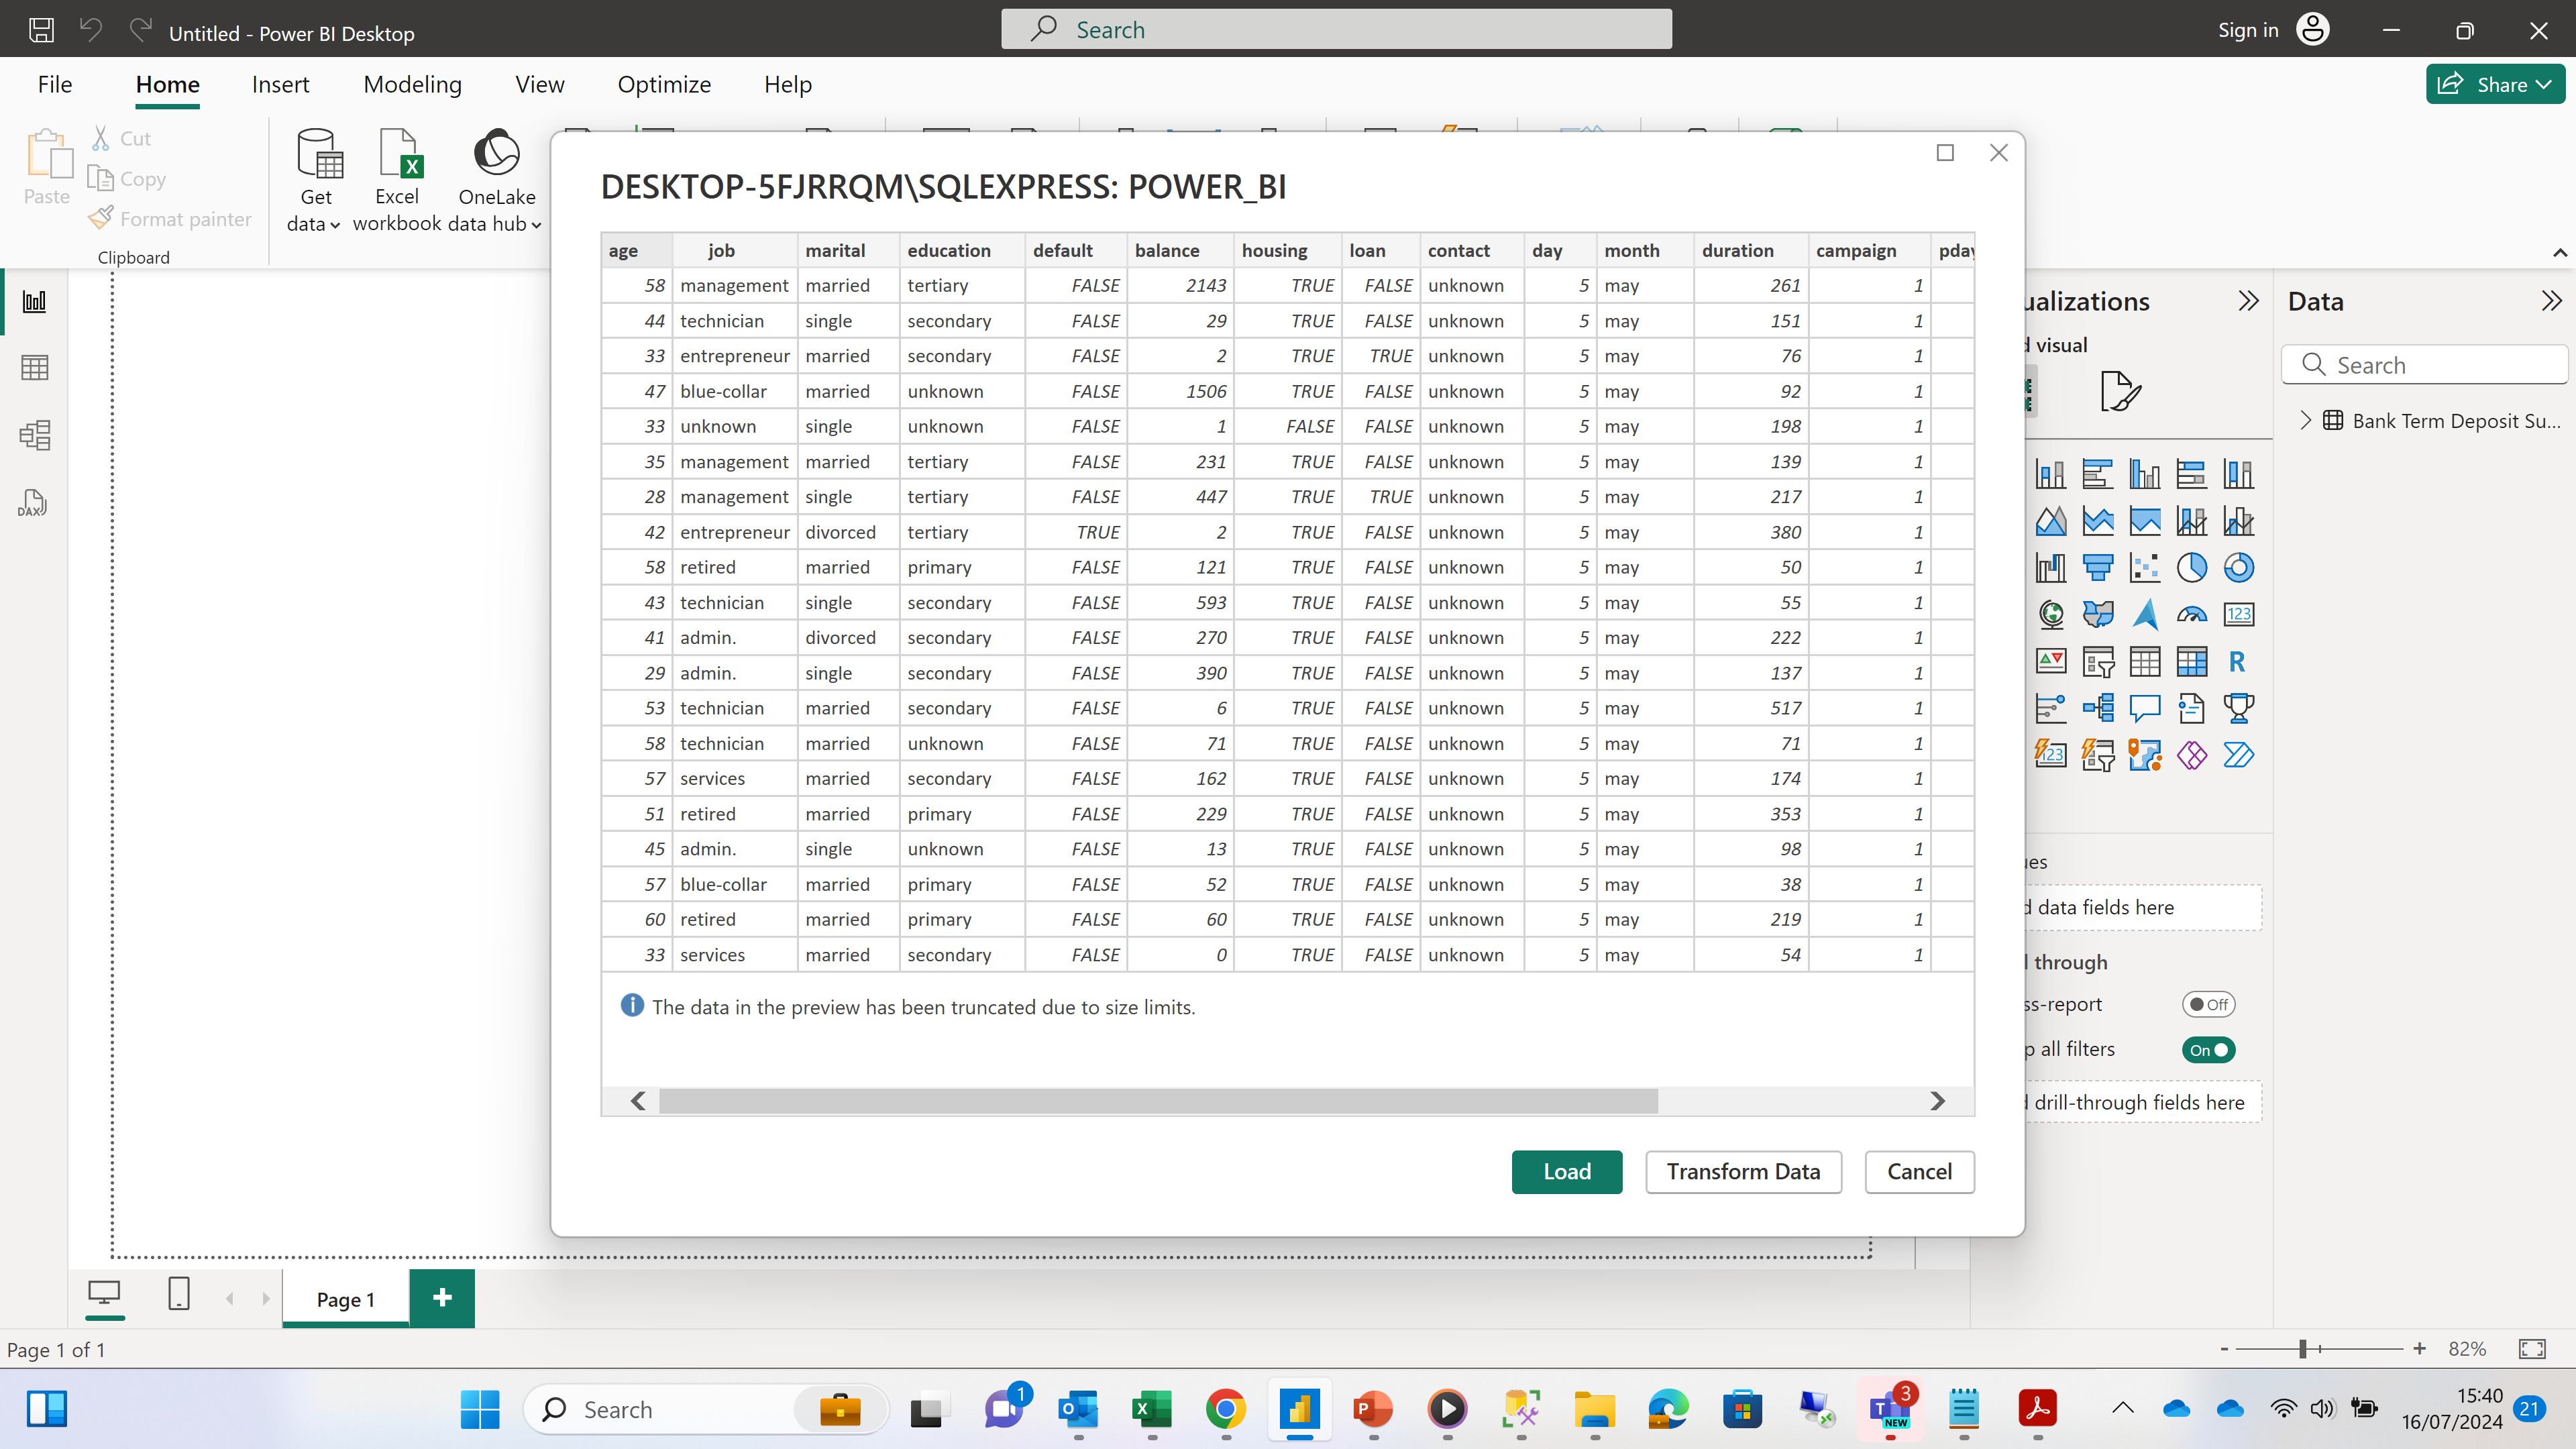 Untitled - Power BI Desktop
Search
Sign in
File Home Insert Modeling View Optimize Help
Share
Paste
Cut
Copy
Format painter
Clipboard
Get data
Excel workbook
OneLake data hub
DESKTOP-5FJRRQM\SQLEXPRESS: POWER_BI
age job marital education default balance housing loan contact day month duration campaign
58 management married tertiary FALSE 2143 TRUE FALSE unknown 5 may 261 1
44 technician single secondary FALSE 29 TRUE FALSE unknown 5 may 151 1
33 entrepreneur married secondary FALSE 2 TRUE TRUE unknown 5 may 76 1
47 blue-collar married unknown FALSE 1506 TRUE FALSE unknown 5 may 92 1
33 unknown single unknown FALSE 1 FALSE FALSE unknown 5 may 198 1
35 management married tertiary FALSE 231 TRUE FALSE unknown 5 may 139 1
28 management single tertiary FALSE 447 TRUE TRUE unknown 5 may 217 1
42 entrepreneur divorced tertiary TRUE 2 TRUE FALSE unknown 5 may 380 1
58 retired married primary FALSE 121 TRUE FALSE unknown 5 may 50 1
43 technician single secondary FALSE 593 TRUE FALSE unknown 5 may 55 1
41 admin. divorced secondary FALSE 270 TRUE FALSE unknown 5 may 222 1
29 admin. single secondary FALSE 390 TRUE FALSE unknown 5 may 137 1
53 technician married secondary FALSE 6 TRUE FALSE unknown 5 may 517 1
58 technician married unknown FALSE 71 TRUE FALSE unknown 5 may 71 1
57 services married secondary FALSE 162 TRUE FALSE unknown 5 may 174 1
51 retired married primary FALSE 229 TRUE FALSE unknown 5 may 353 1
45 admin. single unknown FALSE 13 TRUE FALSE unknown 5 may 98 1
57 blue-collar married primary FALSE 52 TRUE FALSE unknown 5 may 38 1
60 retired married primary FALSE 60 TRUE FALSE unknown 5 may 219 1
33 services married secondary FALSE 0 TRUE FALSE unknown 5 may 54 1
The data in the preview has been truncated due to size limits.
Load Transform Data Cancel
ualizations
visual
data fields here
through
ss-report Off
all filters On
drill-through fields here
Data
Search
Bank Term Deposit Su...
DAX
Page 1
Page 1 of 1
82%
Search
1
3
NEW
15:40
16/07/2024
21